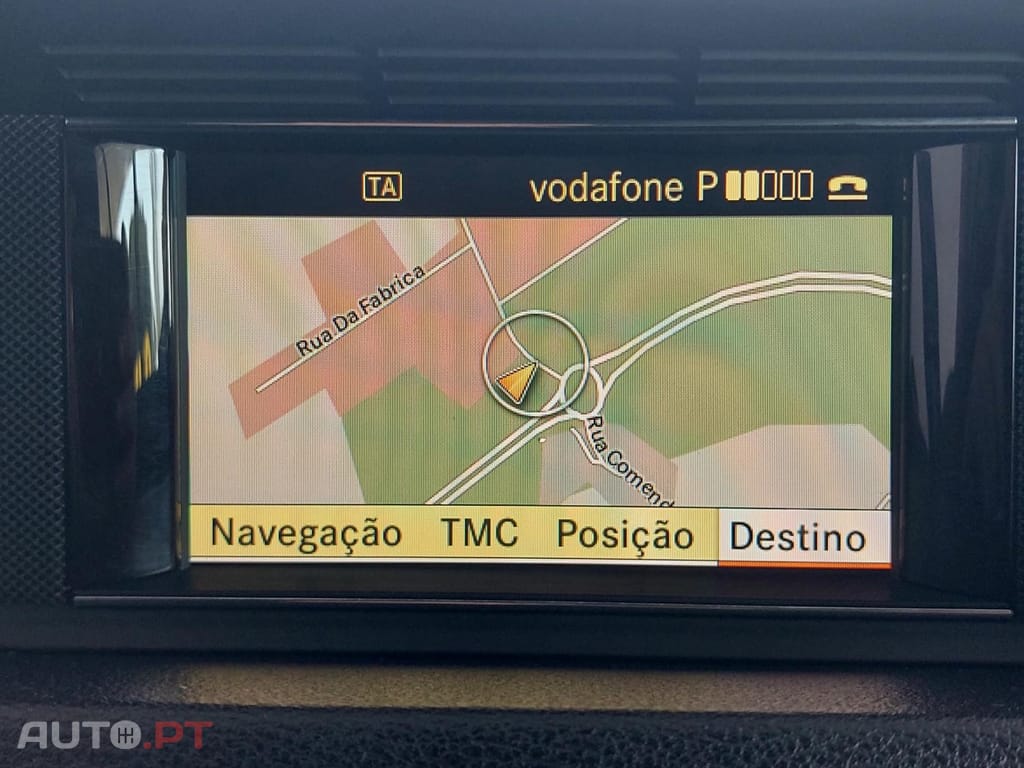 TA vodafone P
Rua Da Fabrica
Rua Comend
Navegação TMC Posição Destino
AUTO.PT